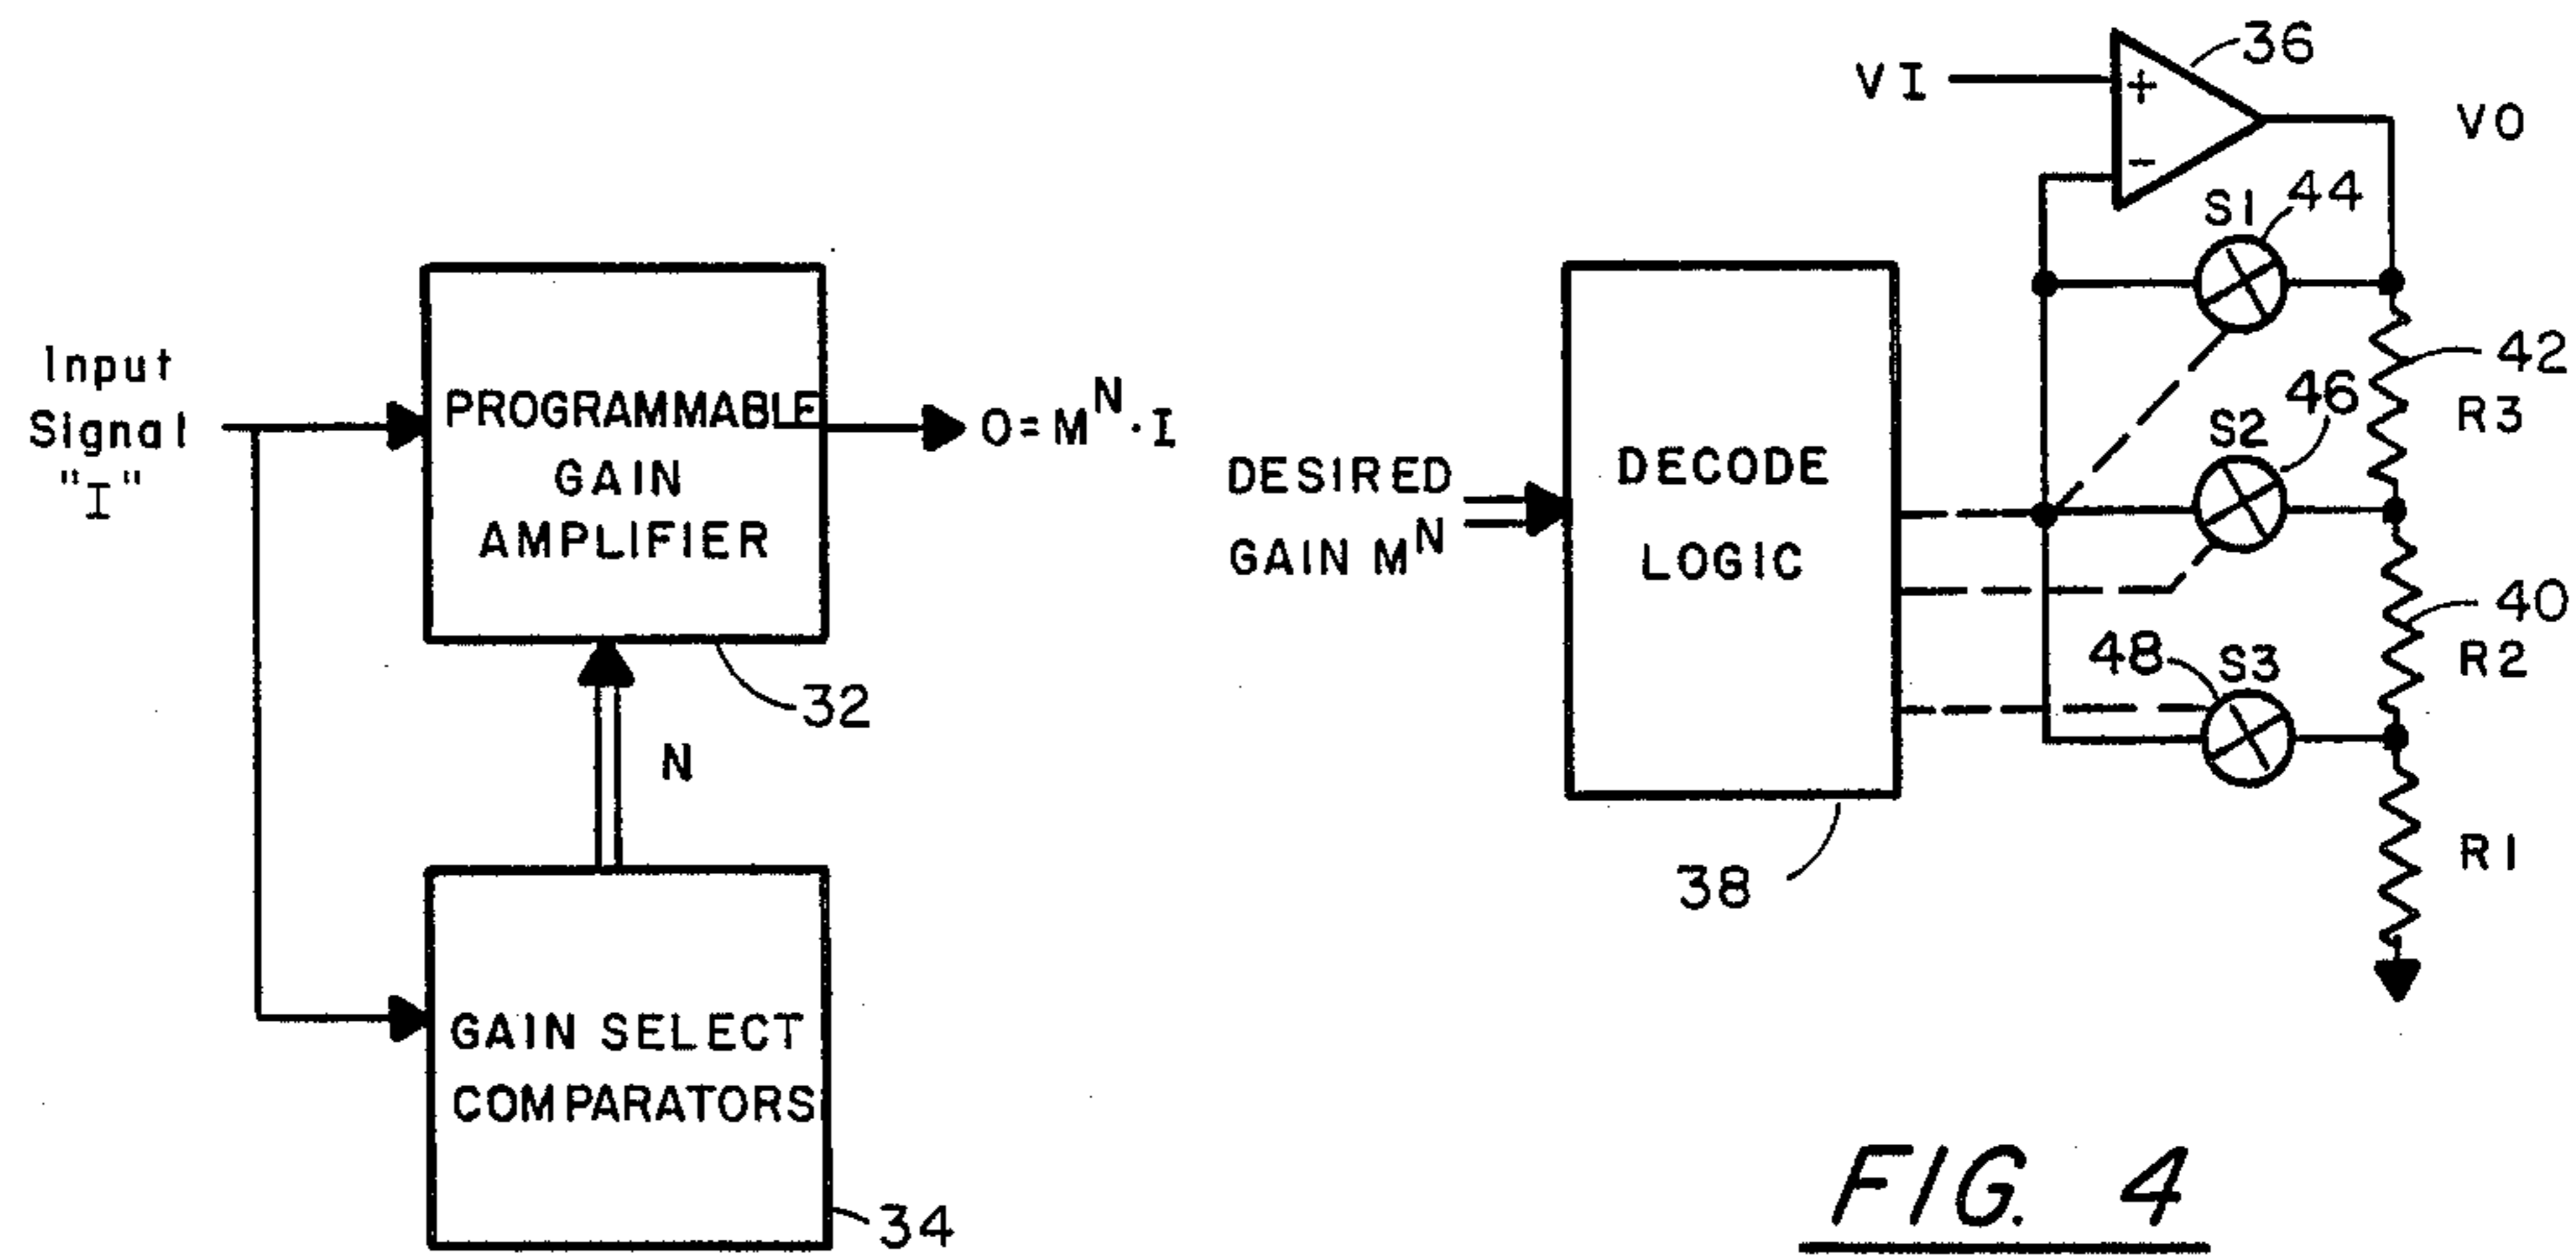 Input
Signal
"I"
PROGRAMMABLE
GAIN
AMPLIFIER
O=M^N·I
32
N
GAIN SELECT
COMPARATORS
34
DESIRED
GAIN M^N
DECODE
LOGIC
38
VI
+
-
36
VO
S1
44
42
R3
S2
46
40
R2
48
S3
R1
FIG. 4